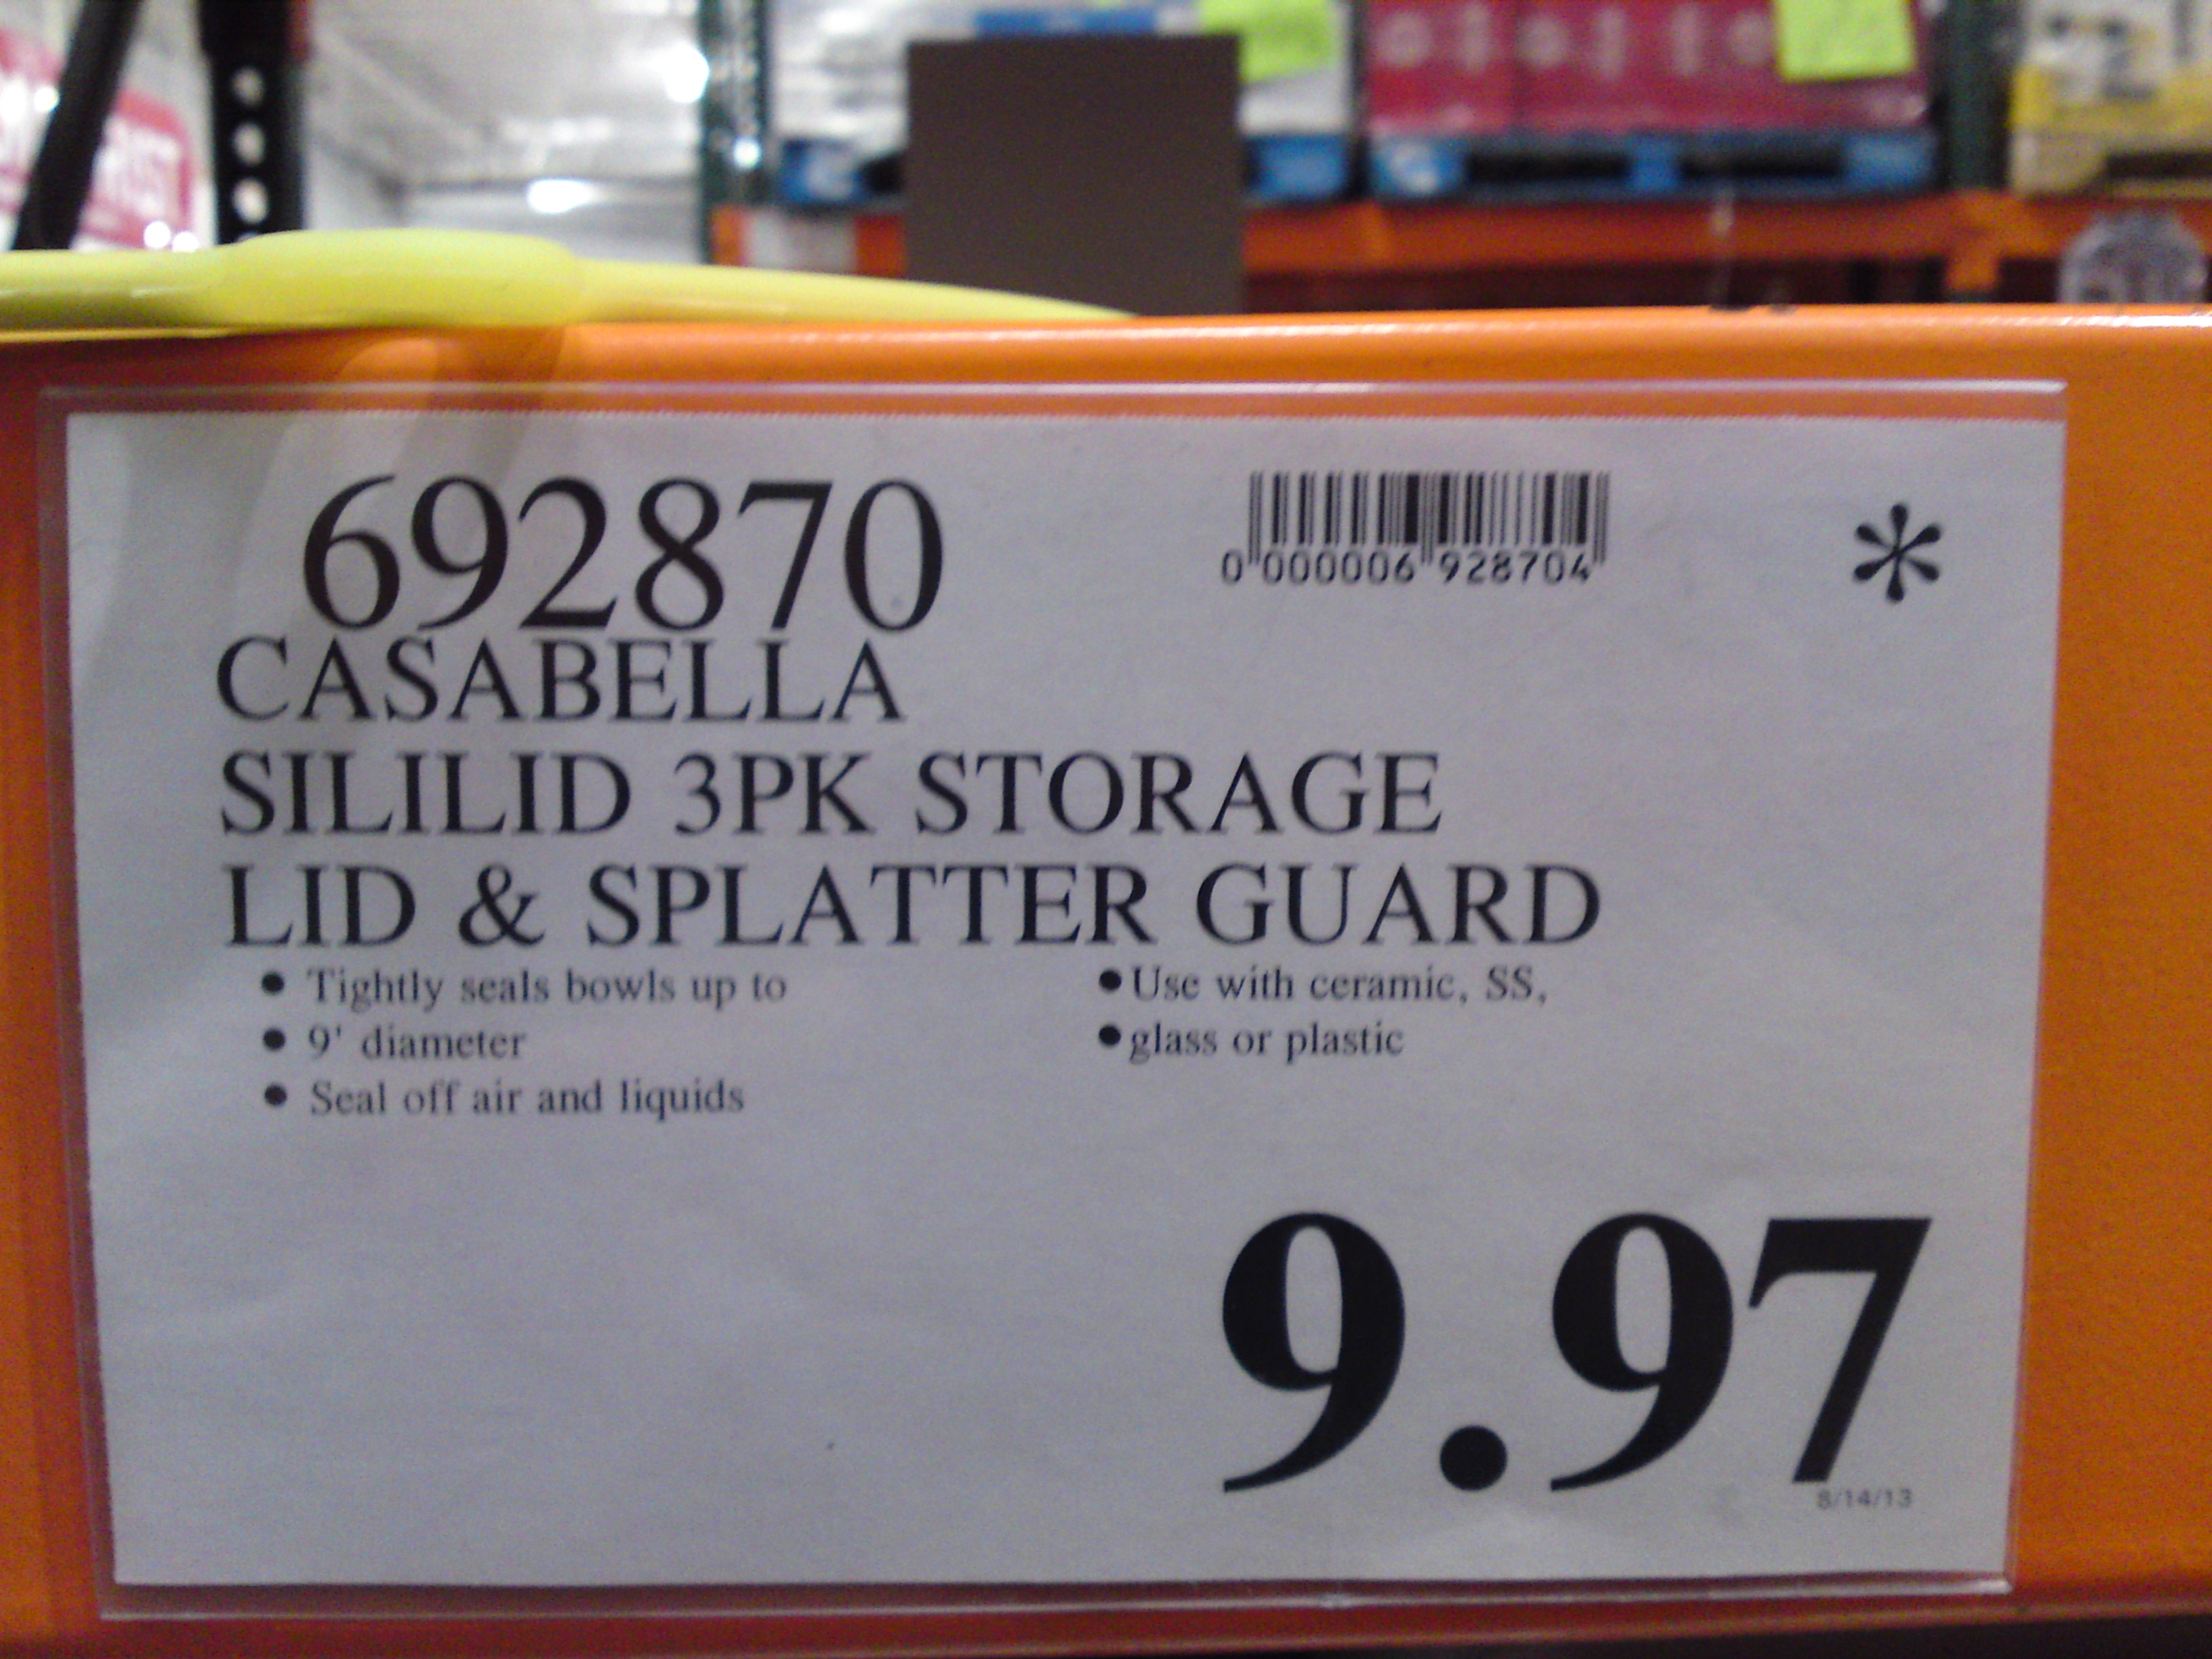 692870
0 000006 928704
*
CASABELLA
SILILID 3PK STORAGE
LID & SPLATTER GUARD
• Tightly seals bowls up to
• 9' diameter
• Seal off air and liquids
• Use with ceramic, SS,
• glass or plastic
9.97
8/14/13